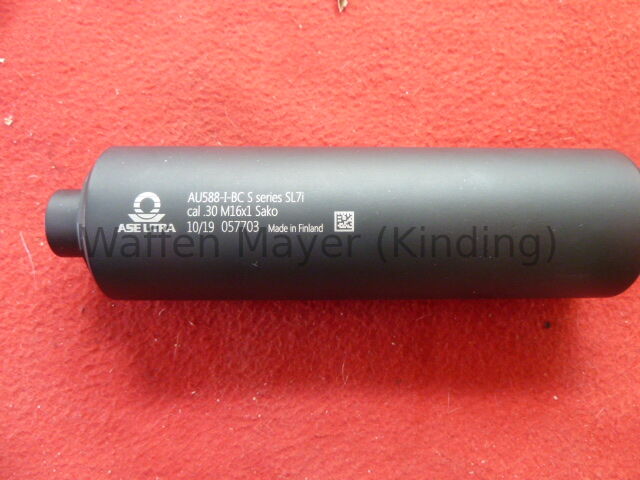 AU588-I-BC S series SL7i
cal .30 M16x1 Sako
10/19 057703 Made in Finland
ASE UTRA
Waffen Mayer (Kinding)